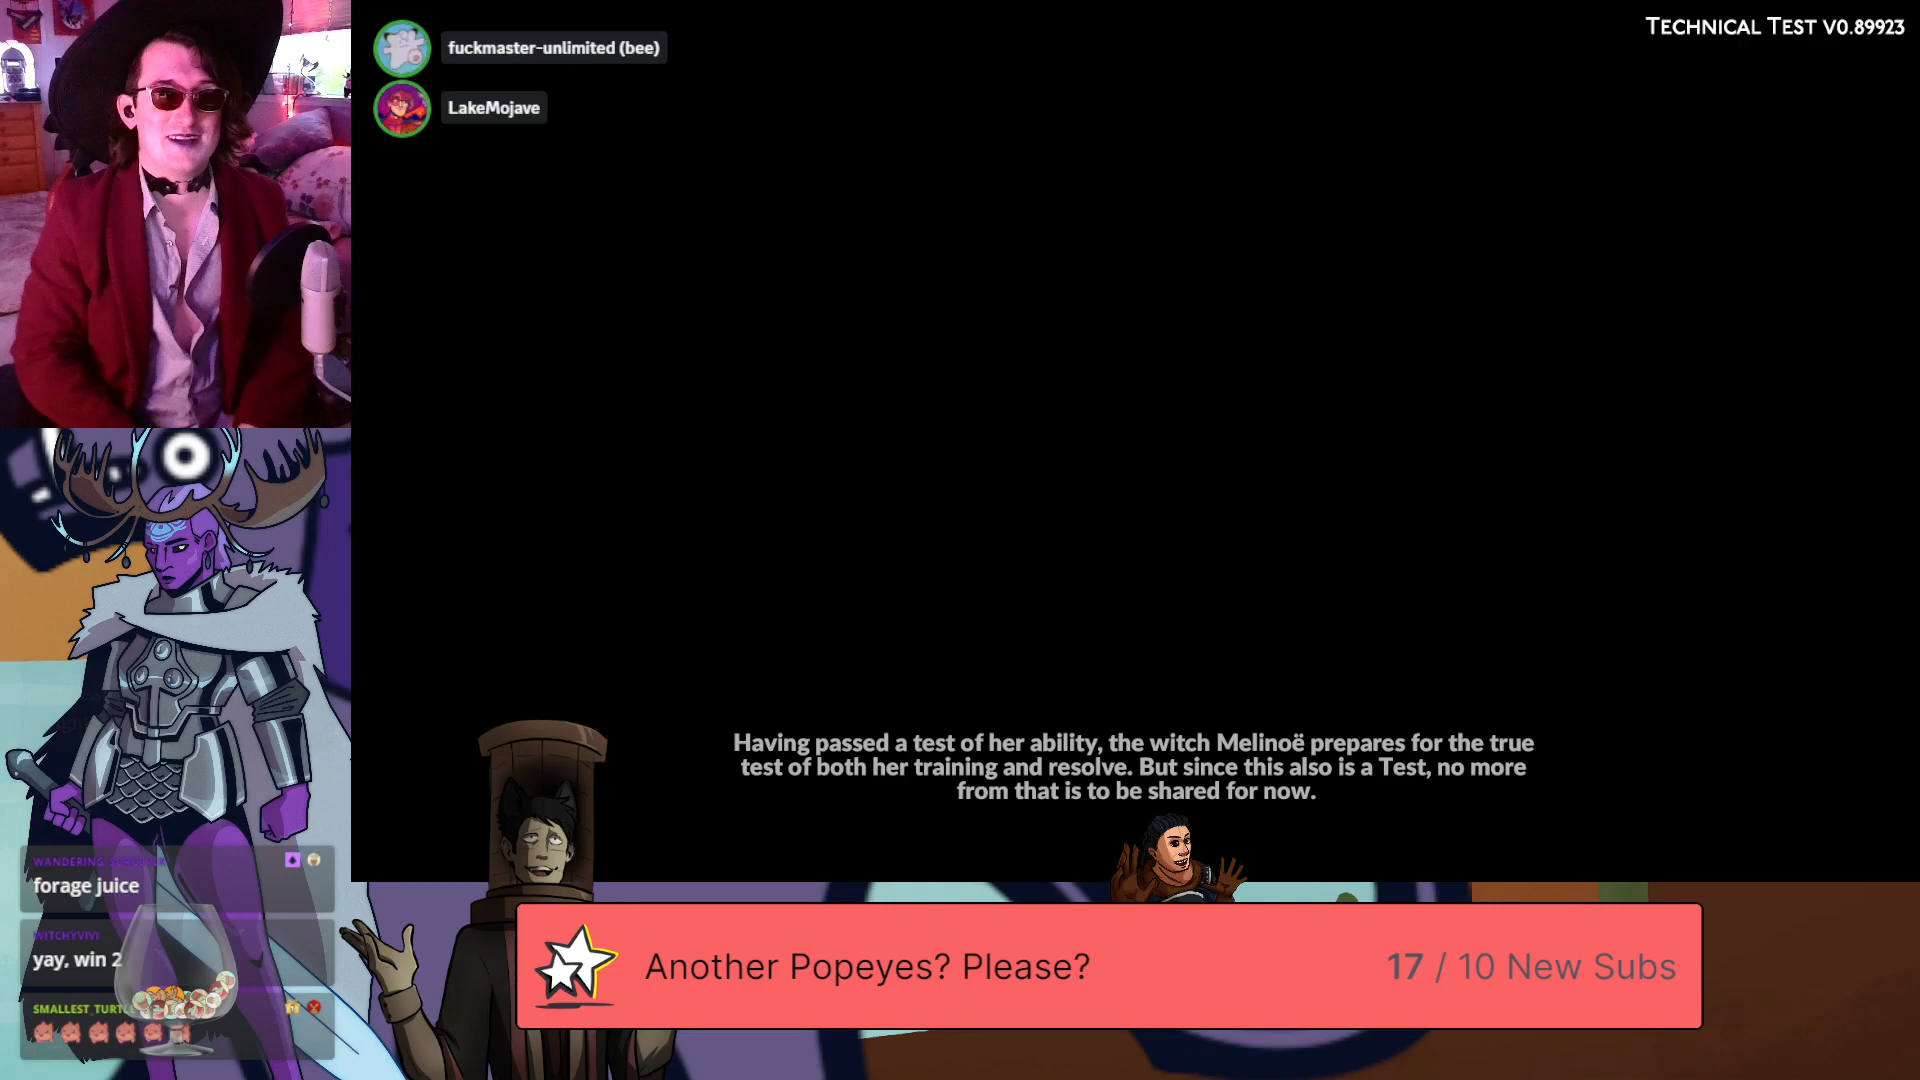 fuckmaster-unlimited (bee)
LakeMojave
TECHNICAL TEST V0.89923
Having passed a test of her ability, the witch Melinoë prepares for the true
test of both her training and resolve. But since this also is a Test, no more
from that is to be shared for now.
WANDERING
forage juice
WITCHYVIVI
yay, win 2
Another Popeyes? Please?
17 / 10 New Subs